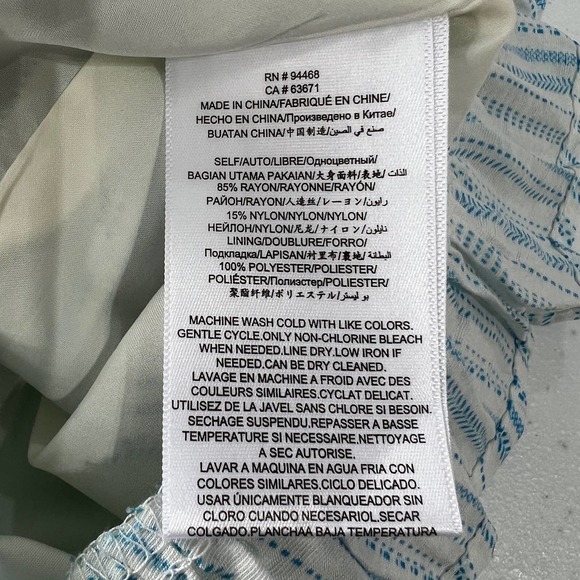 RN # 94468
CA # 63671
MADE IN CHINA/FABRIQUÉ EN CHINE/
HECHO EN CHINA/Произведено в Китае/
BUATAN CHINA/中国制造/صنع في الصين/
SELF/AUTO/LIBRE/Одноцветный/
BAGIAN UTAMA PAKAIAN/大身面料/表地/الذات/
85% RAYON/RAYONNE/RAYÓN/
РАЙОН/RAYON/人造丝/レーヨン/رايون/
15% NYLON/NYLON/NYLON/
НЕЙЛОН/NYLON/尼龙/ナイロン/نايلون/
LINING/DOUBLURE/FORRO/
Подкладка/LAPISAN/衬里布/裏地/البطانة/
100% POLYESTER/POLIESTER/
POLIÉSTER/Полиэстер/POLIESTER/
聚酯纤维/ポリエステル/بو ليستر/
MACHINE WASH COLD WITH LIKE COLORS.
GENTLE CYCLE.ONLY NON-CHLORINE BLEACH
WHEN NEEDED.LINE DRY.LOW IRON IF
NEEDED.CAN BE DRY CLEANED.
LAVAGE EN MACHINE A FROID AVEC DES
COULEURS SIMILAIRES.CYCLAT DELICAT.
UTILISEZ DE LA JAVEL SANS CHLORE SI BESOIN.
SECHAGE SUSPENDU.REPASSER A BASSE
TEMPERATURE SI NECESSAIRE.NETTOYAGE
A SEC AUTORISE.
LAVAR A MAQUINA EN AGUA FRIA CON
COLORES SIMILARES.CICLO DELICADO.
USAR ÚNICAMENTE BLANQUEADOR SIN
CLORO CUANDO NECESARIOL.SECAR
COLGADO.PLANCHAA BAJA TEMPERATURA